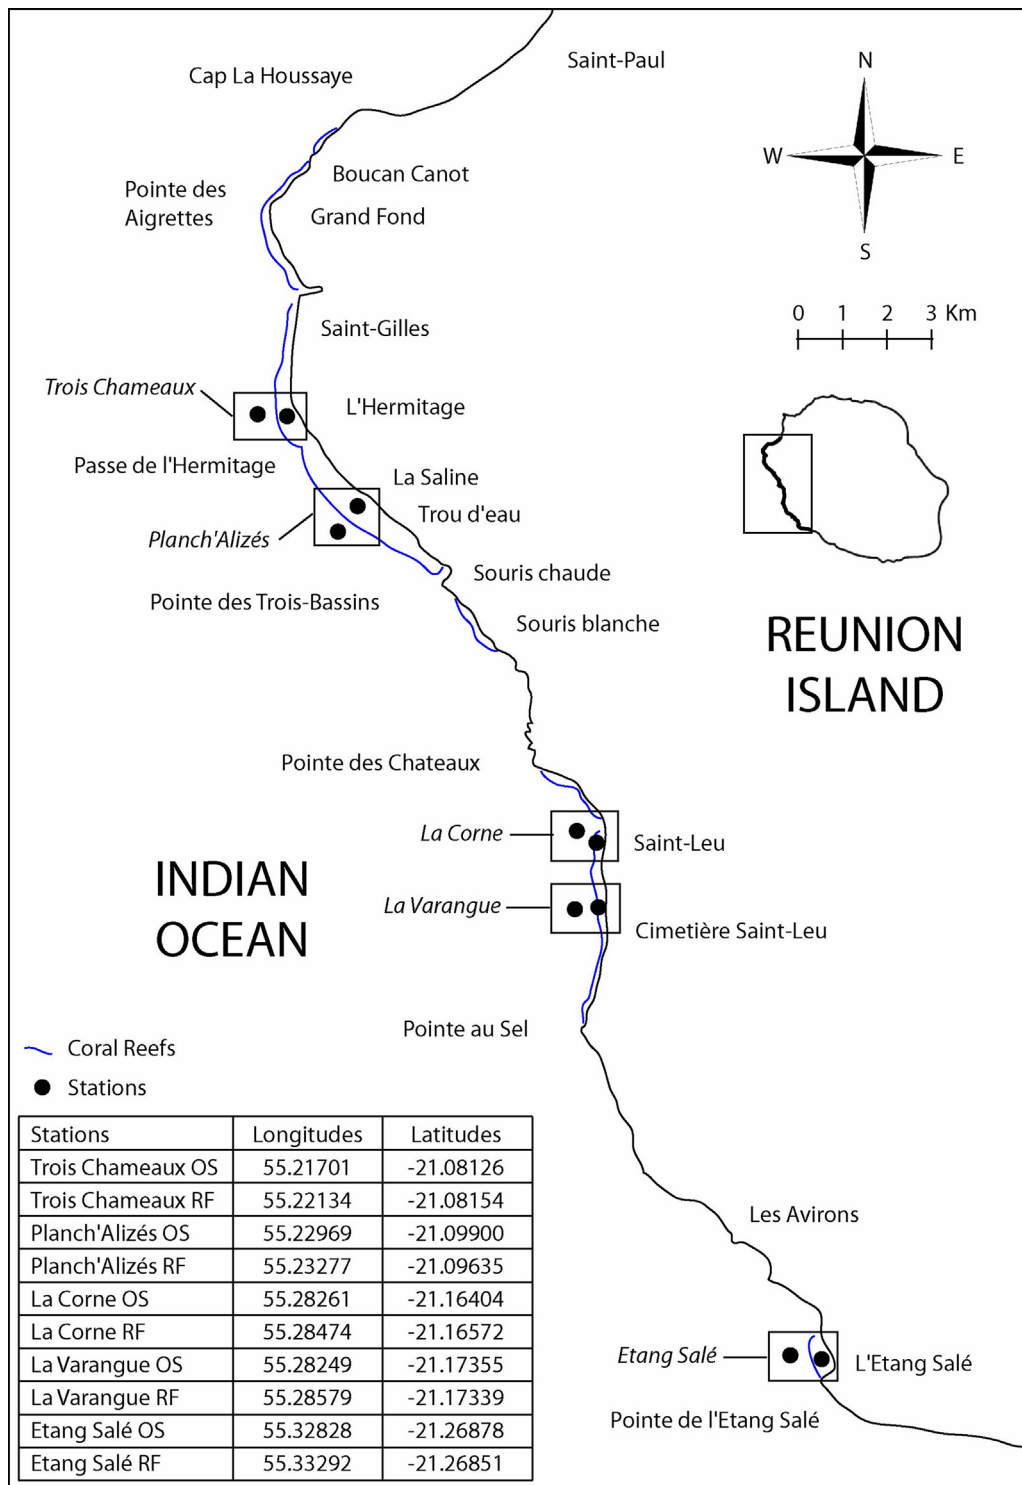 Saint-Paul
Cap La Houssaye
N
W
E
S
Boucan Canot
Pointe des
Aigrettes
Grand Fond
0 1 2 3 Km
Saint-Gilles
Trois Chameaux
L'Hermitage
Passe de l'Hermitage
La Saline
Trou d'eau
Planch'Alizés
Souris chaude
Pointe des Trois-Bassins
Souris blanche
REUNION
ISLAND
Pointe des Chateaux
La Corne
Saint-Leu
INDIAN
OCEAN
La Varangue
Cimetière Saint-Leu
Pointe au Sel
Coral Reefs
Stations
Stations Longitudes Latitudes
Trois Chameaux OS 55.21701 -21.08126
Trois Chameaux RF 55.22134 -21.08154
Planch'Alizés OS 55.22969 -21.09900
Planch'Alizés RF 55.23277 -21.09635
La Corne OS 55.28261 -21.16404
La Corne RF 55.28474 -21.16572
La Varangue OS 55.28249 -21.17355
La Varangue RF 55.28579 -21.17339
Etang Salé OS 55.32828 -21.26878
Etang Salé RF 55.33292 -21.26851
Les Avirons
Etang Salé
L'Etang Salé
Pointe de l'Etang Salé